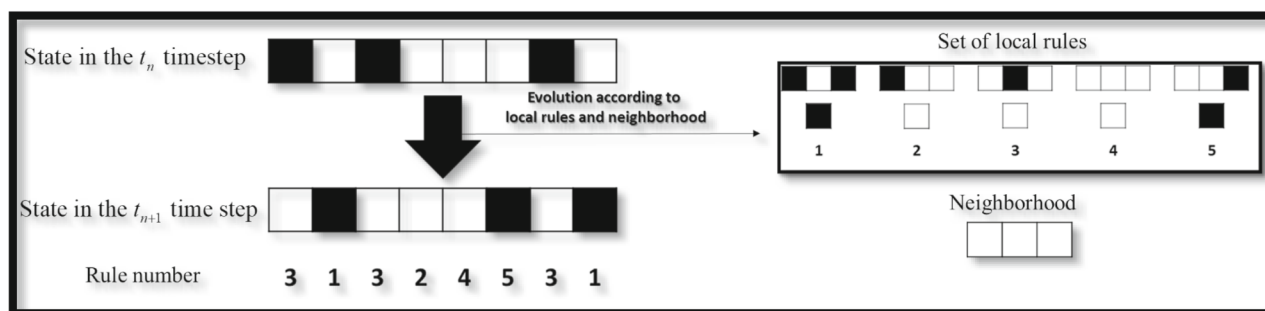 State in the tₙ timestep
Set of local rules
Evolution according to
local rules and neighborhood
1 2 3 4 5
State in the tₙ₊₁ time step
Neighborhood
Rule number 3 1 3 2 4 5 3 1